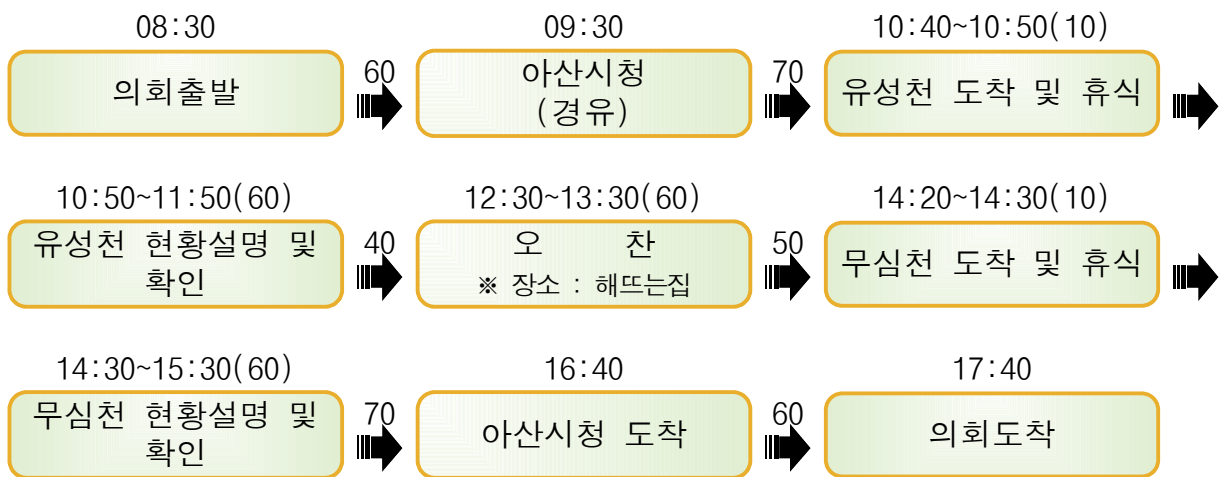 08:30
09:30
10:40~10:50(10)
의회출발
60
아산시청
(경유)
70
유성천 도착 및 휴식
10:50~11:50(60)
12:30~13:30(60)
14:20~14:30(10)
유성천 현황설명 및
확인
40
오 찬
※ 장소 : 해뜨는집
50
무심천 도착 및 휴식
14:30~15:30(60)
16:40
17:40
무심천 현황설명 및
확인
70
아산시청 도착
60
의회도착